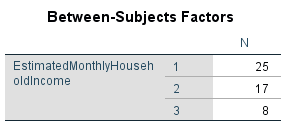 Between-Subjects Factors
N
EstimatedMonthlyHouseh 1 25
oldIncome
2 17
3 8